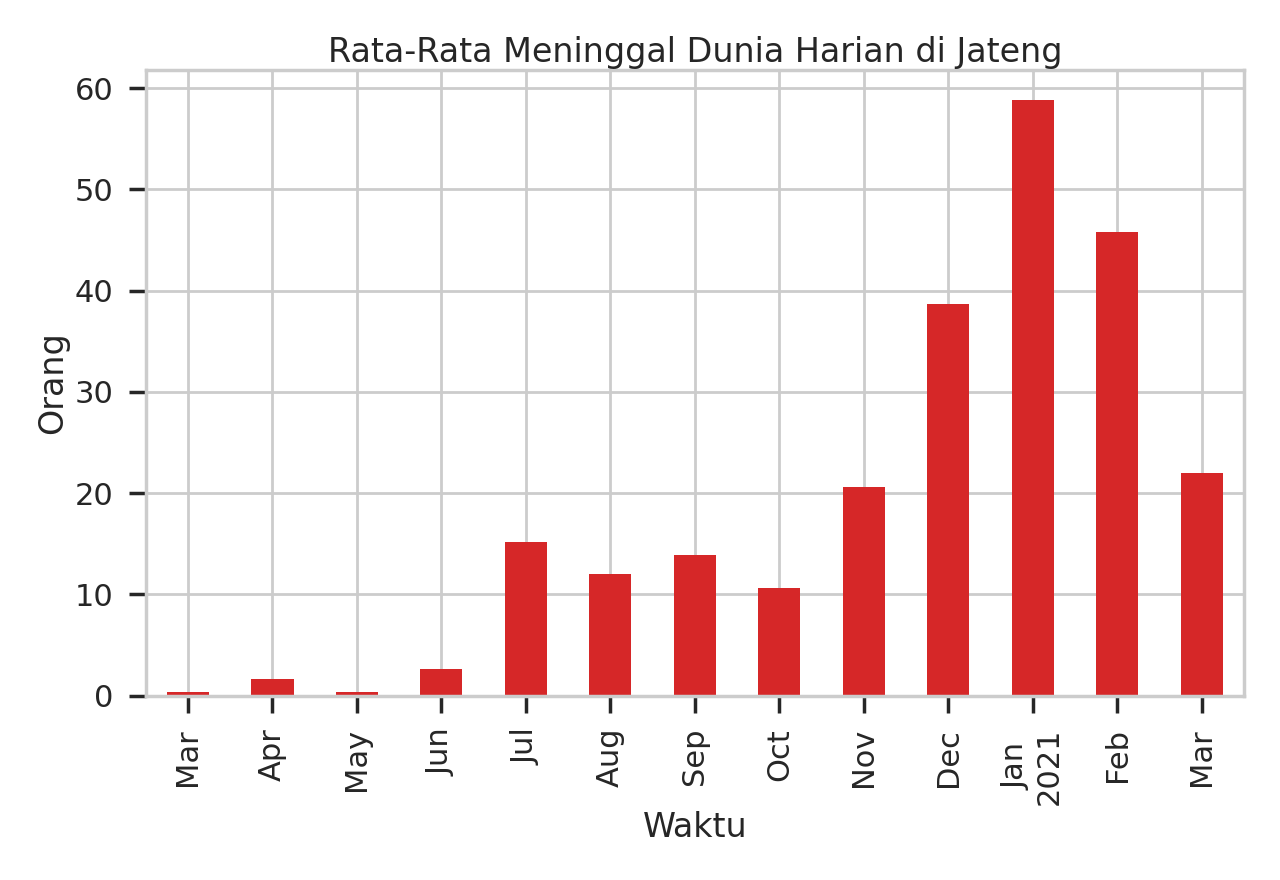 Rata-Rata Meninggal Dunia Harian di Jateng
60
50
40
30
20
10
0
Orang
Mar
Apr
May
Jun
Jul
Aug
Sep
Oct
Nov
Dec
Jan
2021
Feb
Mar
Waktu